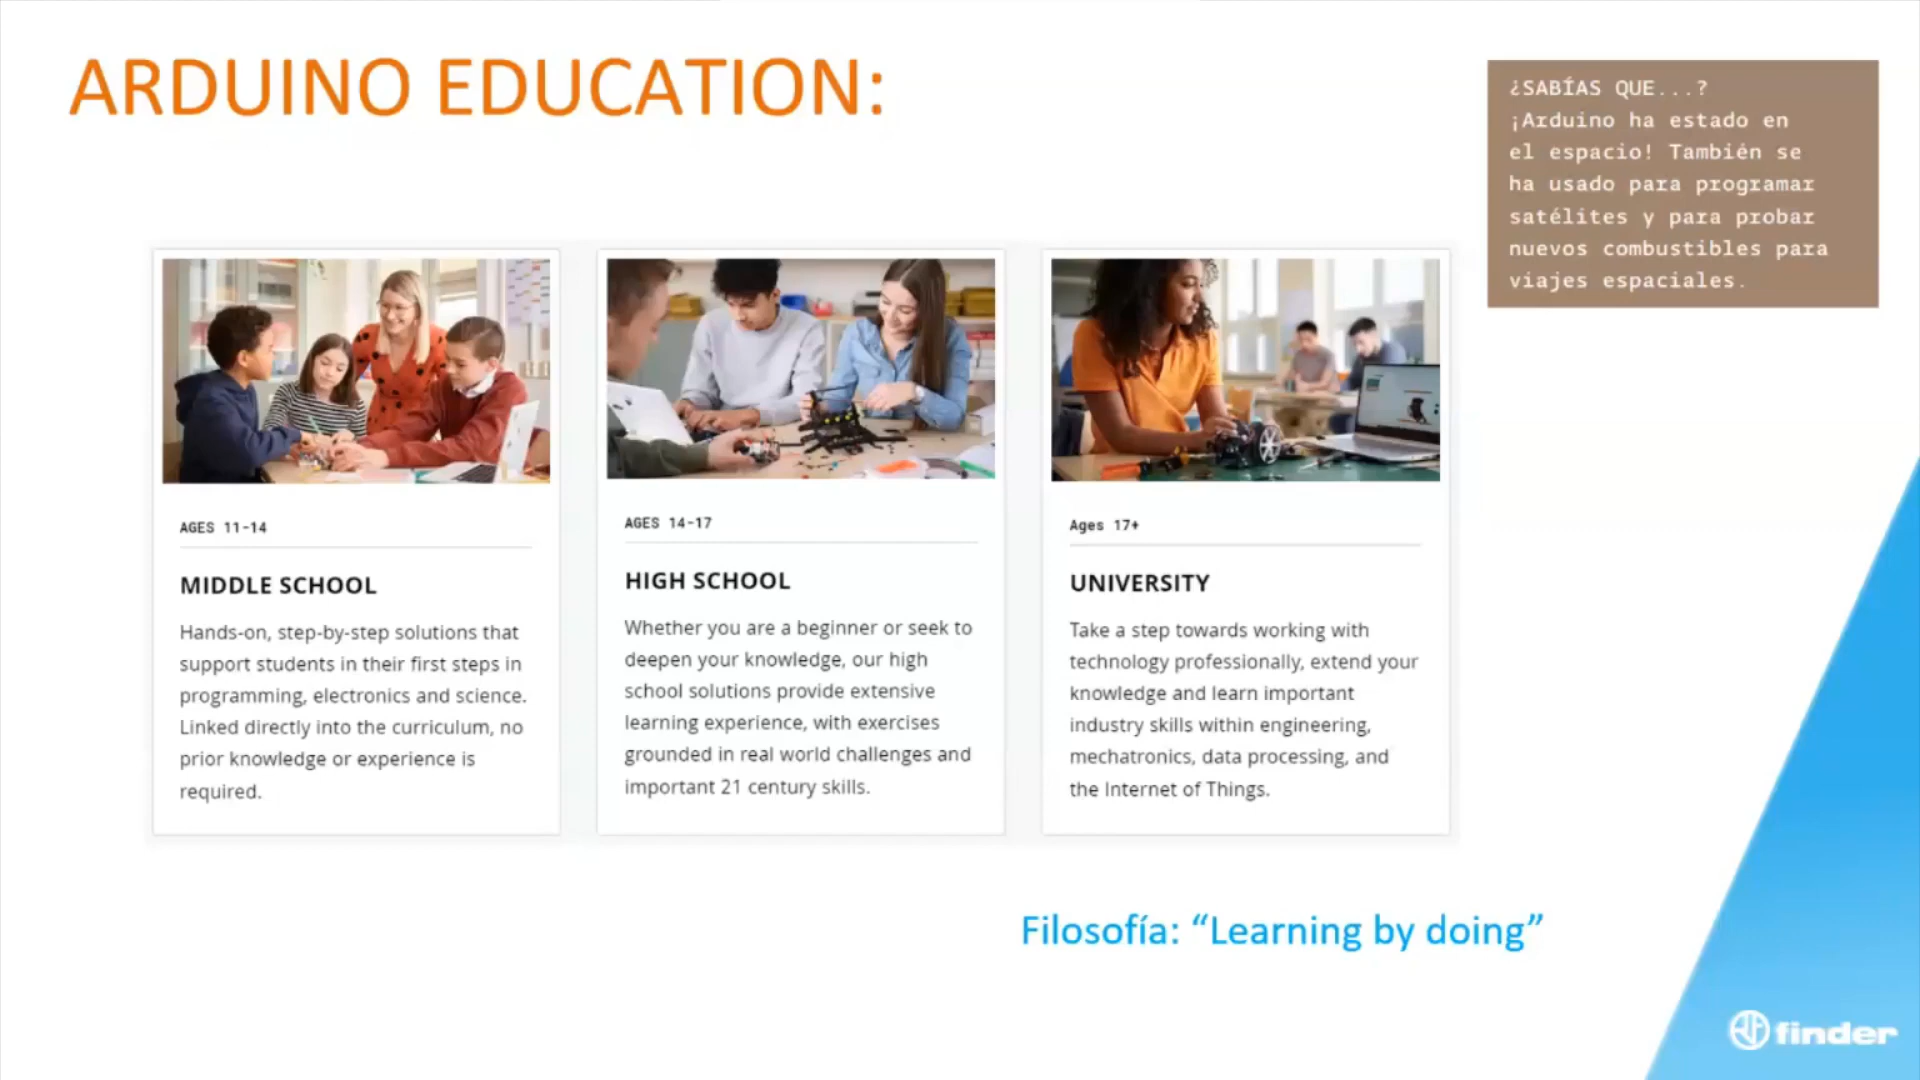 ARDUINO EDUCATION:
¿SABÍAS QUE...?
¡Arduino ha estado en
el espacio! También se
ha usado para programar
satélites y para probar
nuevos combustibles para
viajes espaciales.
AGES 11-14
MIDDLE SCHOOL
Hands-on, step-by-step solutions that
support students in their first steps in
programming, electronics and science.
Linked directly into the curriculum, no
prior knowledge or experience is
required.
AGES 14-17
HIGH SCHOOL
Whether you are a beginner or seek to
deepen your knowledge, our high
school solutions provide extensive
learning experience, with exercises
grounded in real world challenges and
important 21 century skills.
Ages 17+
UNIVERSITY
Take a step towards working with
technology professionally, extend your
knowledge and learn important
industry skills within engineering,
mechatronics, data processing, and
the Internet of Things.
Filosofía: “Learning by doing”
finder